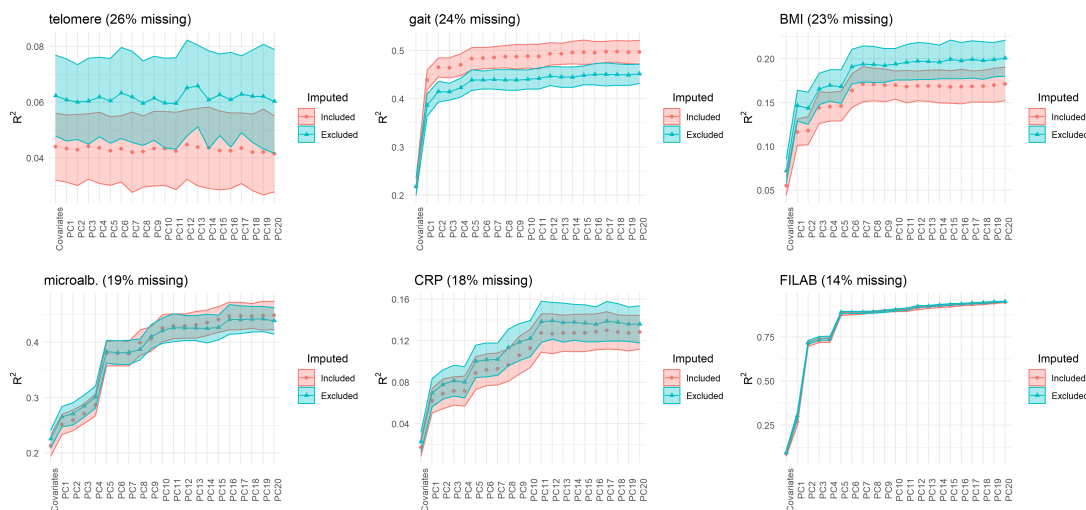 telomere (26% missing)
0.08
0.06
0.04
R²
Covariates
PC1
PC2
PC3
PC4
PC5
PC6
PC7
PC8
PC9
PC10
PC11
PC12
PC13
PC14
PC15
PC16
PC17
PC18
PC19
PC20
Imputed
Included
Excluded
gait (24% missing)
0.5
0.4
0.3
0.2
R²
Covariates
PC1
PC2
PC3
PC4
PC5
PC6
PC7
PC8
PC9
PC10
PC11
PC12
PC13
PC14
PC15
PC16
PC17
PC18
PC19
PC20
Imputed
Included
Excluded
BMI (23% missing)
0.20
0.15
0.10
0.05
R²
Covariates
PC1
PC2
PC3
PC4
PC5
PC6
PC7
PC8
PC9
PC10
PC11
PC12
PC13
PC14
PC15
PC16
PC17
PC18
PC19
PC20
Imputed
Included
Excluded
microalb. (19% missing)
0.4
0.3
0.2
R²
Covariates
PC1
PC2
PC3
PC4
PC5
PC6
PC7
PC8
PC9
PC10
PC11
PC12
PC13
PC14
PC15
PC16
PC17
PC18
PC19
PC20
Imputed
Included
Excluded
CRP (18% missing)
0.16
0.12
0.08
0.04
R²
Covariates
PC1
PC2
PC3
PC4
PC5
PC6
PC7
PC8
PC9
PC10
PC11
PC12
PC13
PC14
PC15
PC16
PC17
PC18
PC19
PC20
Imputed
Included
Excluded
FILAB (14% missing)
0.75
0.50
0.25
R²
Covariates
PC1
PC2
PC3
PC4
PC5
PC6
PC7
PC8
PC9
PC10
PC11
PC12
PC13
PC14
PC15
PC16
PC17
PC18
PC19
PC20
Imputed
Included
Excluded